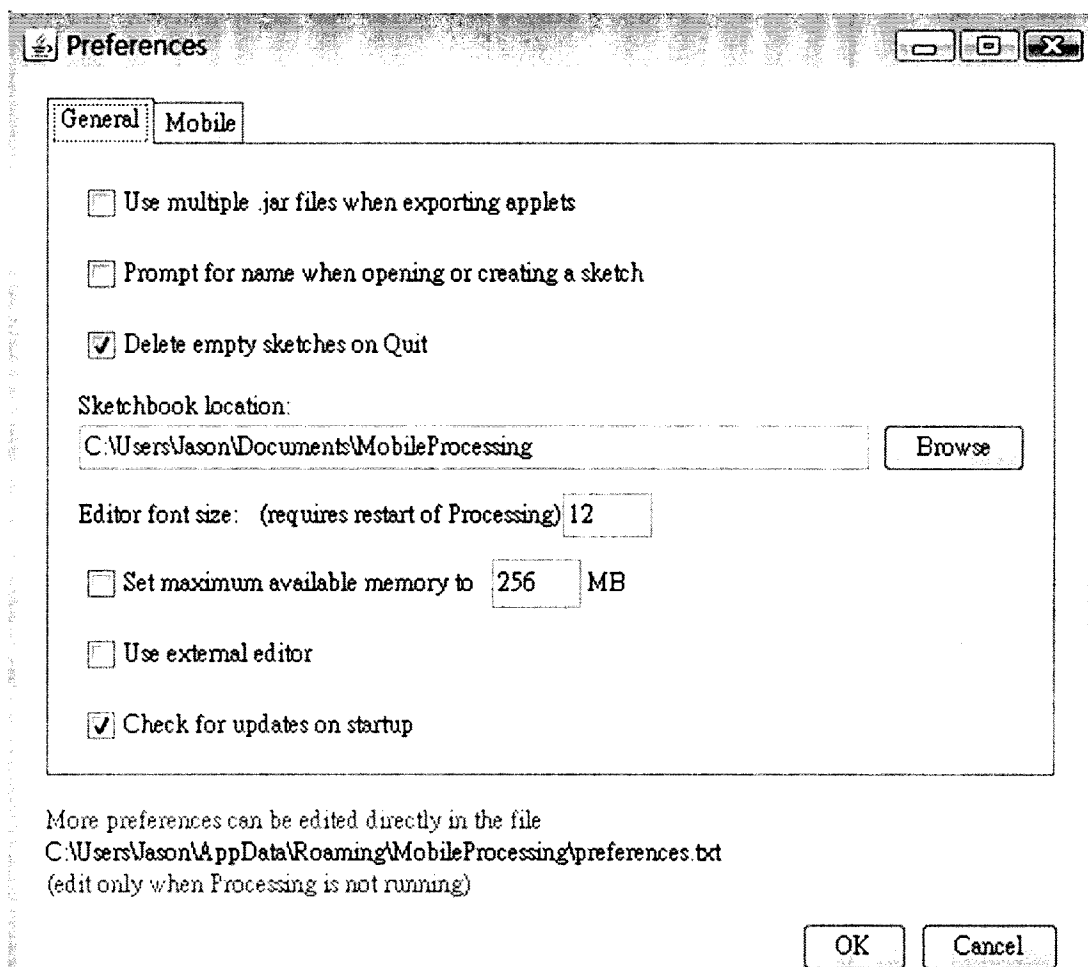 Preferences
General Mobile
Use multiple .jar files when exporting applets
Prompt for name when opening or creating a sketch
Delete empty sketches on Quit
Sketchbook location:
C:\Users\Jason\Documents\MobileProcessing Browse
Editor font size: (requires restart of Processing) 12
Set maximum available memory to 256 MB
Use external editor
Check for updates on startup
More preferences can be edited directly in the file
C:\Users\Jason\AppData\Roaming\MobileProcessing\preferences.txt
(edit only when Processing is not running)
OK Cancel